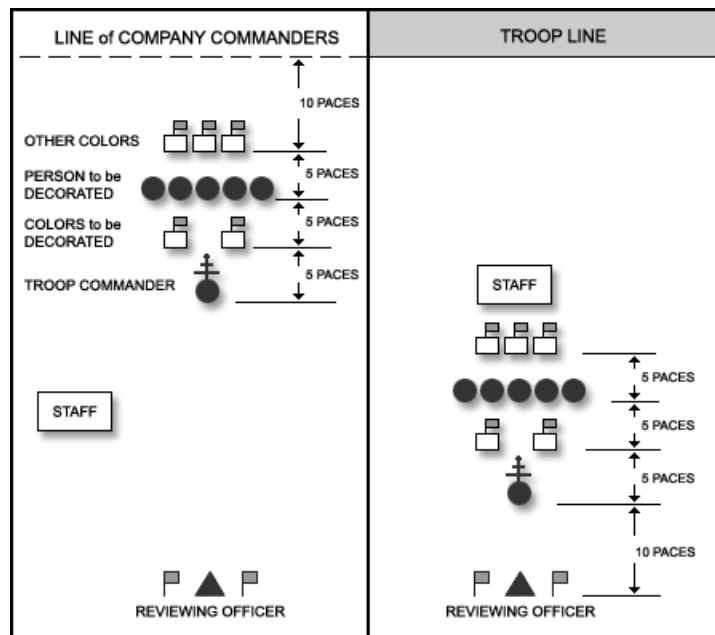 LINE of COMPANY COMMANDERS
10 PACES
OTHER COLORS
5 PACES
PERSON to be
DECORATED
5 PACES
COLORS to be
DECORATED
5 PACES
TROOP COMMANDER
STAFF
REVIEWING OFFICER
TROOP LINE
STAFF
5 PACES
5 PACES
5 PACES
10 PACES
REVIEWING OFFICER